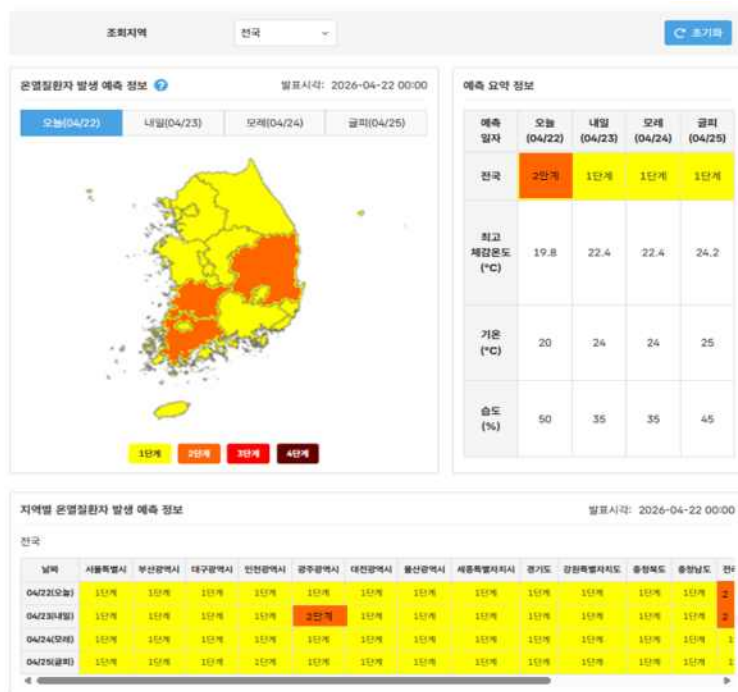 조회지역 전국 초기화
온열질환자 발생 예측 정보 ? 발표시각: 2026-04-22 00:00
오늘(04/22) 내일(04/23) 모레(04/24) 글피(04/25)
1단계 2단계 3단계 4단계
예측 요약 정보
예측 일자 오늘 (04/22) 내일 (04/23) 모레 (04/24) 글피 (04/25)
전국 2단계 1단계 1단계 1단계
최고 체감온도 (°C) 19.8 22.4 22.4 24.2
기온 (°C) 20 24 24 25
습도 (%) 50 35 35 45
지역별 온열질환자 발생 예측 정보 발표시각: 2026-04-22 00:00
전국
날짜 서울특별시 부산광역시 대구광역시 인천광역시 광주광역시 대전광역시 울산광역시 세종특별자치시 경기도 강원특별자치도 충청북도 충청남도
04/22(오늘) 1단계 1단계 1단계 1단계 1단계 1단계 1단계 1단계 1단계 1단계 1단계 1단계 2
04/23(내일) 1단계 1단계 1단계 1단계 2단계 1단계 1단계 1단계 1단계 1단계 1단계 1단계 2
04/24(모레) 1단계 1단계 1단계 1단계 1단계 1단계 1단계 1단계 1단계 1단계 1단계 1단계 1
04/25(글피) 1단계 1단계 1단계 1단계 1단계 1단계 1단계 1단계 1단계 1단계 1단계 1단계 1